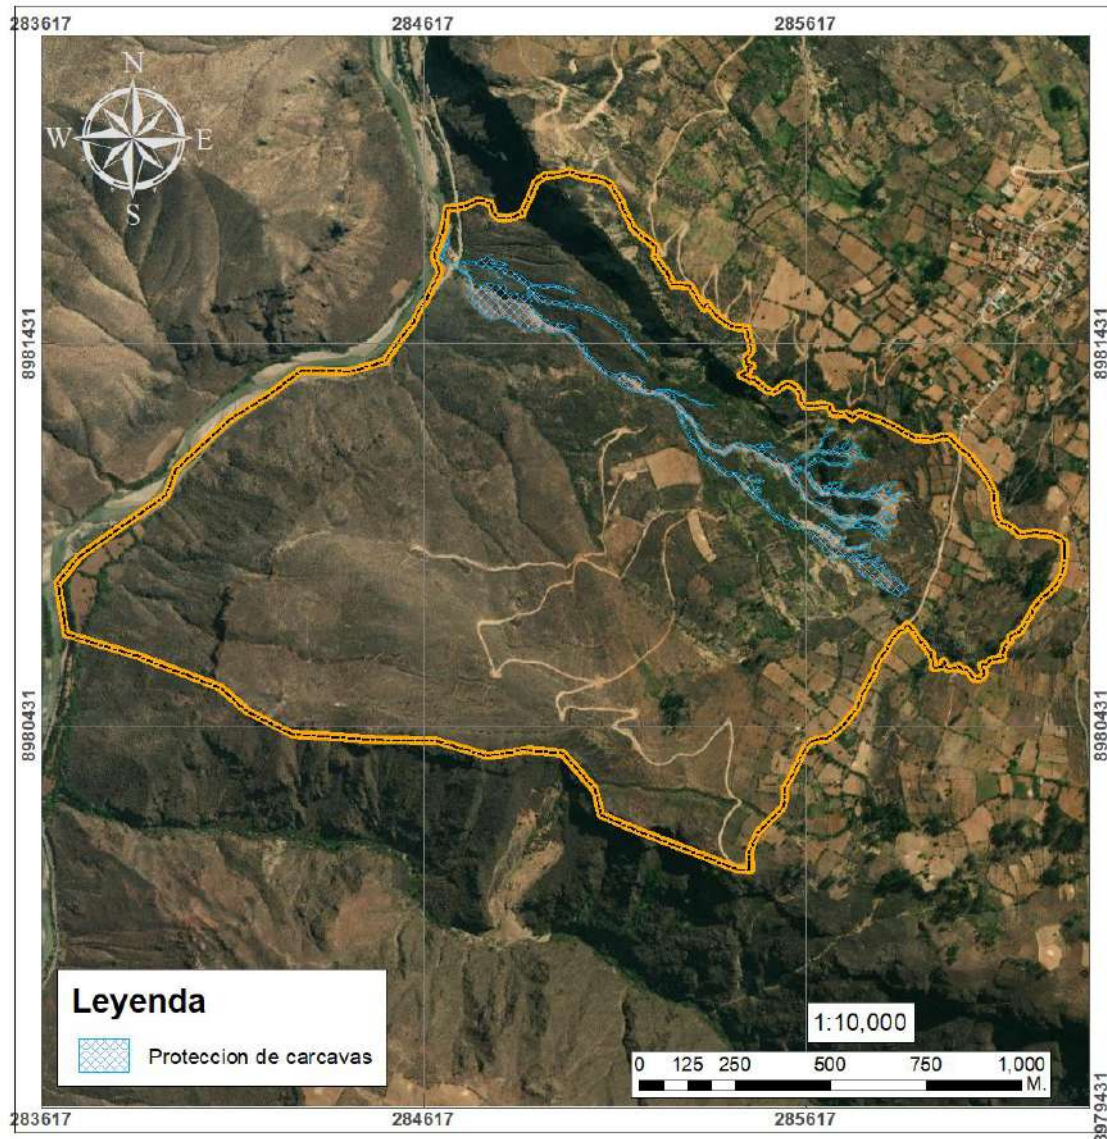 283617 284617 285617
N
W E
S
8981431 8981431
8980431 8980431
Leyenda
Proteccion de carcavas
1:10,000
0 125 250 500 750 1,000
M.
8979431
283617 284617 285617